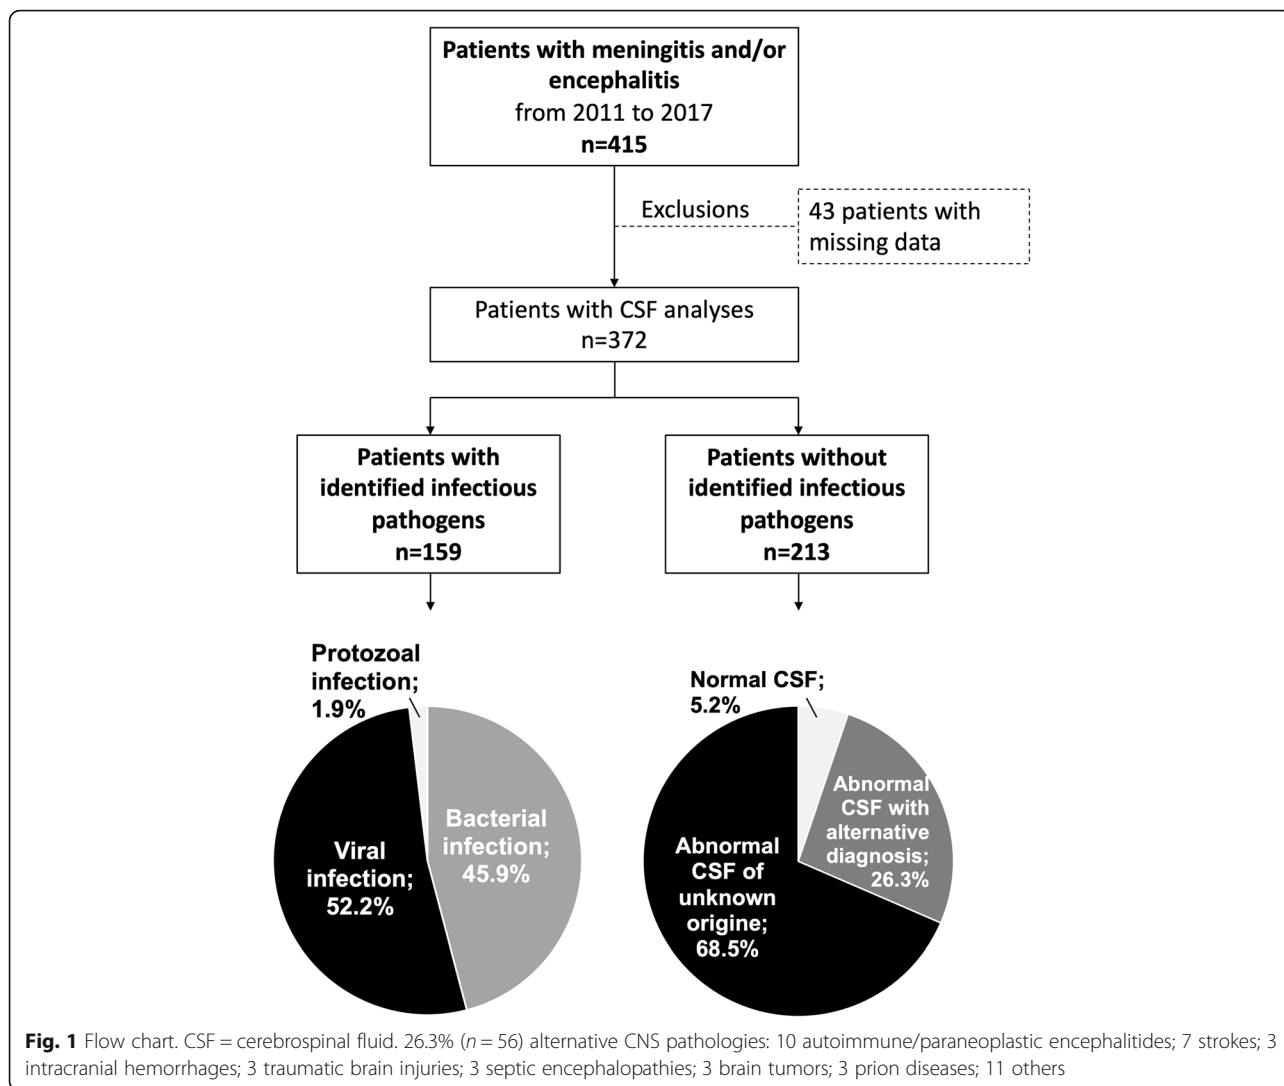 Patients with meningitis and/or
encephalitis
from 2011 to 2017
n=415
Exclusions
43 patients with
missing data
Patients with CSF analyses
n=372
Patients with
identified infectious
pathogens
n=159
Patients without
identified infectious
pathogens
n=213
Protozoal
infection;
1.9%
Viral
infection;
52.2%
Bacterial
infection;
45.9%
Normal CSF;
5.2%
Abnormal
CSF with
alternative
diagnosis;
26.3%
Abnormal
CSF of
unknown
origine;
68.5%
Fig. 1 Flow chart. CSF = cerebrospinal fluid. 26.3% (n = 56) alternative CNS pathologies: 10 autoimmune/paraneoplastic encephalitides; 7 strokes; 3
intracranial hemorrhages; 3 traumatic brain injuries; 3 septic encephalopathies; 3 brain tumors; 3 prion diseases; 11 others